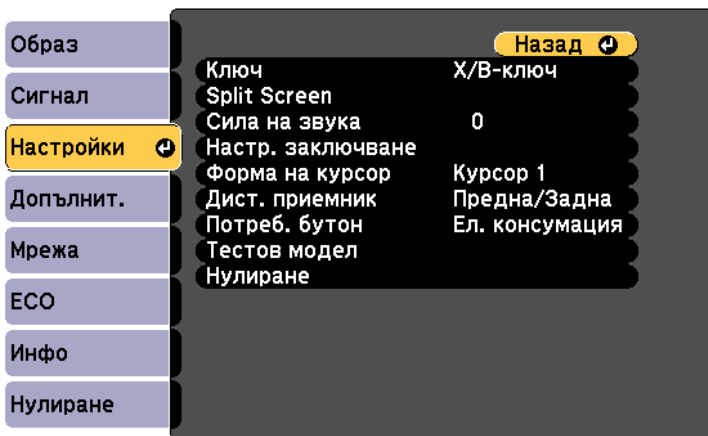 Образ
Сигнал
Настройки
Допълнит.
Мрежа
ECO
Инфо
Нулиране
Назад
Ключ Х/В-ключ
Split Screen
Сила на звука 0
Настр. заключване
Форма на курсор Курсор 1
Дист. приемник Предна/Задна
Потреб. бутон Ел. консумация
Тестов модел
Нулиране